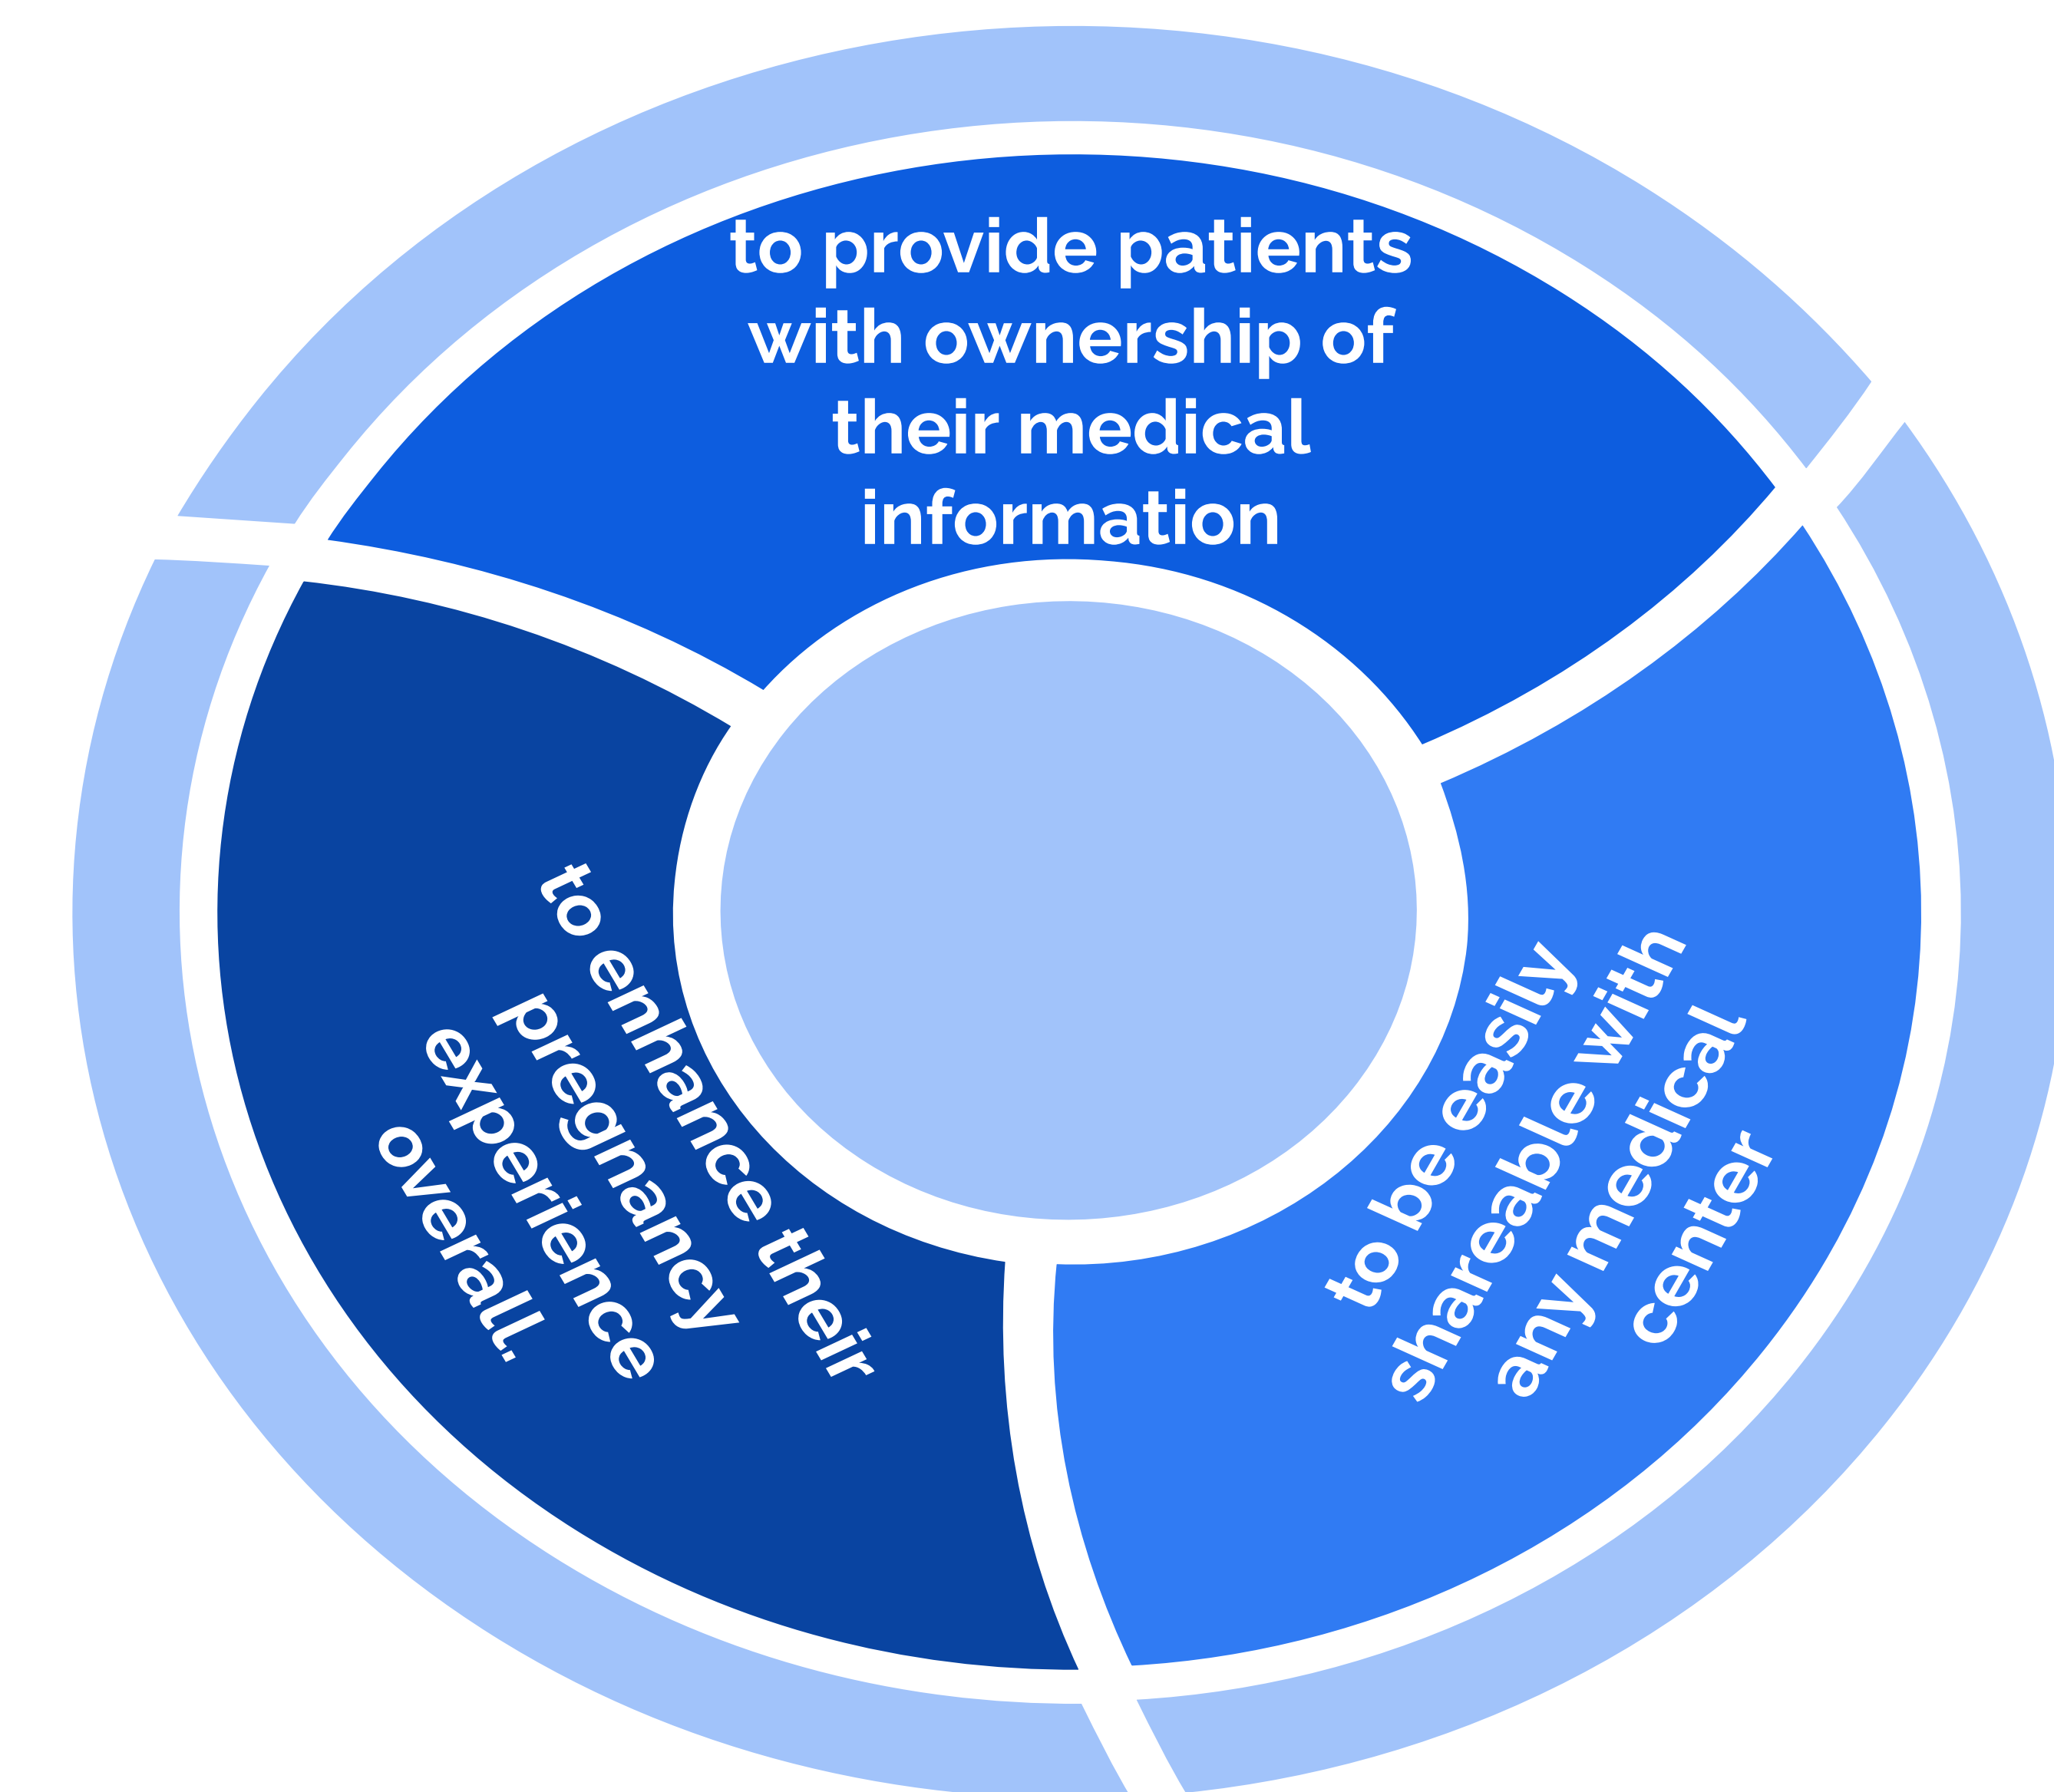 to provide patients
with ownership of
their medical
information
to be easily
shareable with
any medical
center
to enhance their
pregnancy
experience
overall.